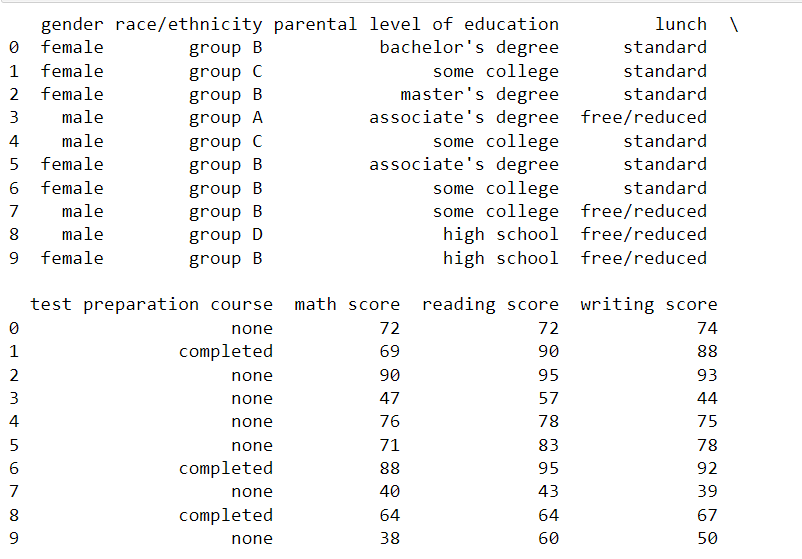 gender race/ethnicity parental level of education lunch \
0 female group B bachelor's degree standard
1 female group C some college standard
2 female group B master's degree standard
3 male group A associate's degree free/reduced
4 male group C some college standard
5 female group B associate's degree standard
6 female group B some college standard
7 male group B some college free/reduced
8 male group D high school free/reduced
9 female group B high school free/reduced
test preparation course math score reading score writing score
0 none 72 72 74
1 completed 69 90 88
2 none 90 95 93
3 none 47 57 44
4 none 76 78 75
5 none 71 83 78
6 completed 88 95 92
7 none 40 43 39
8 completed 64 64 67
9 none 38 60 50